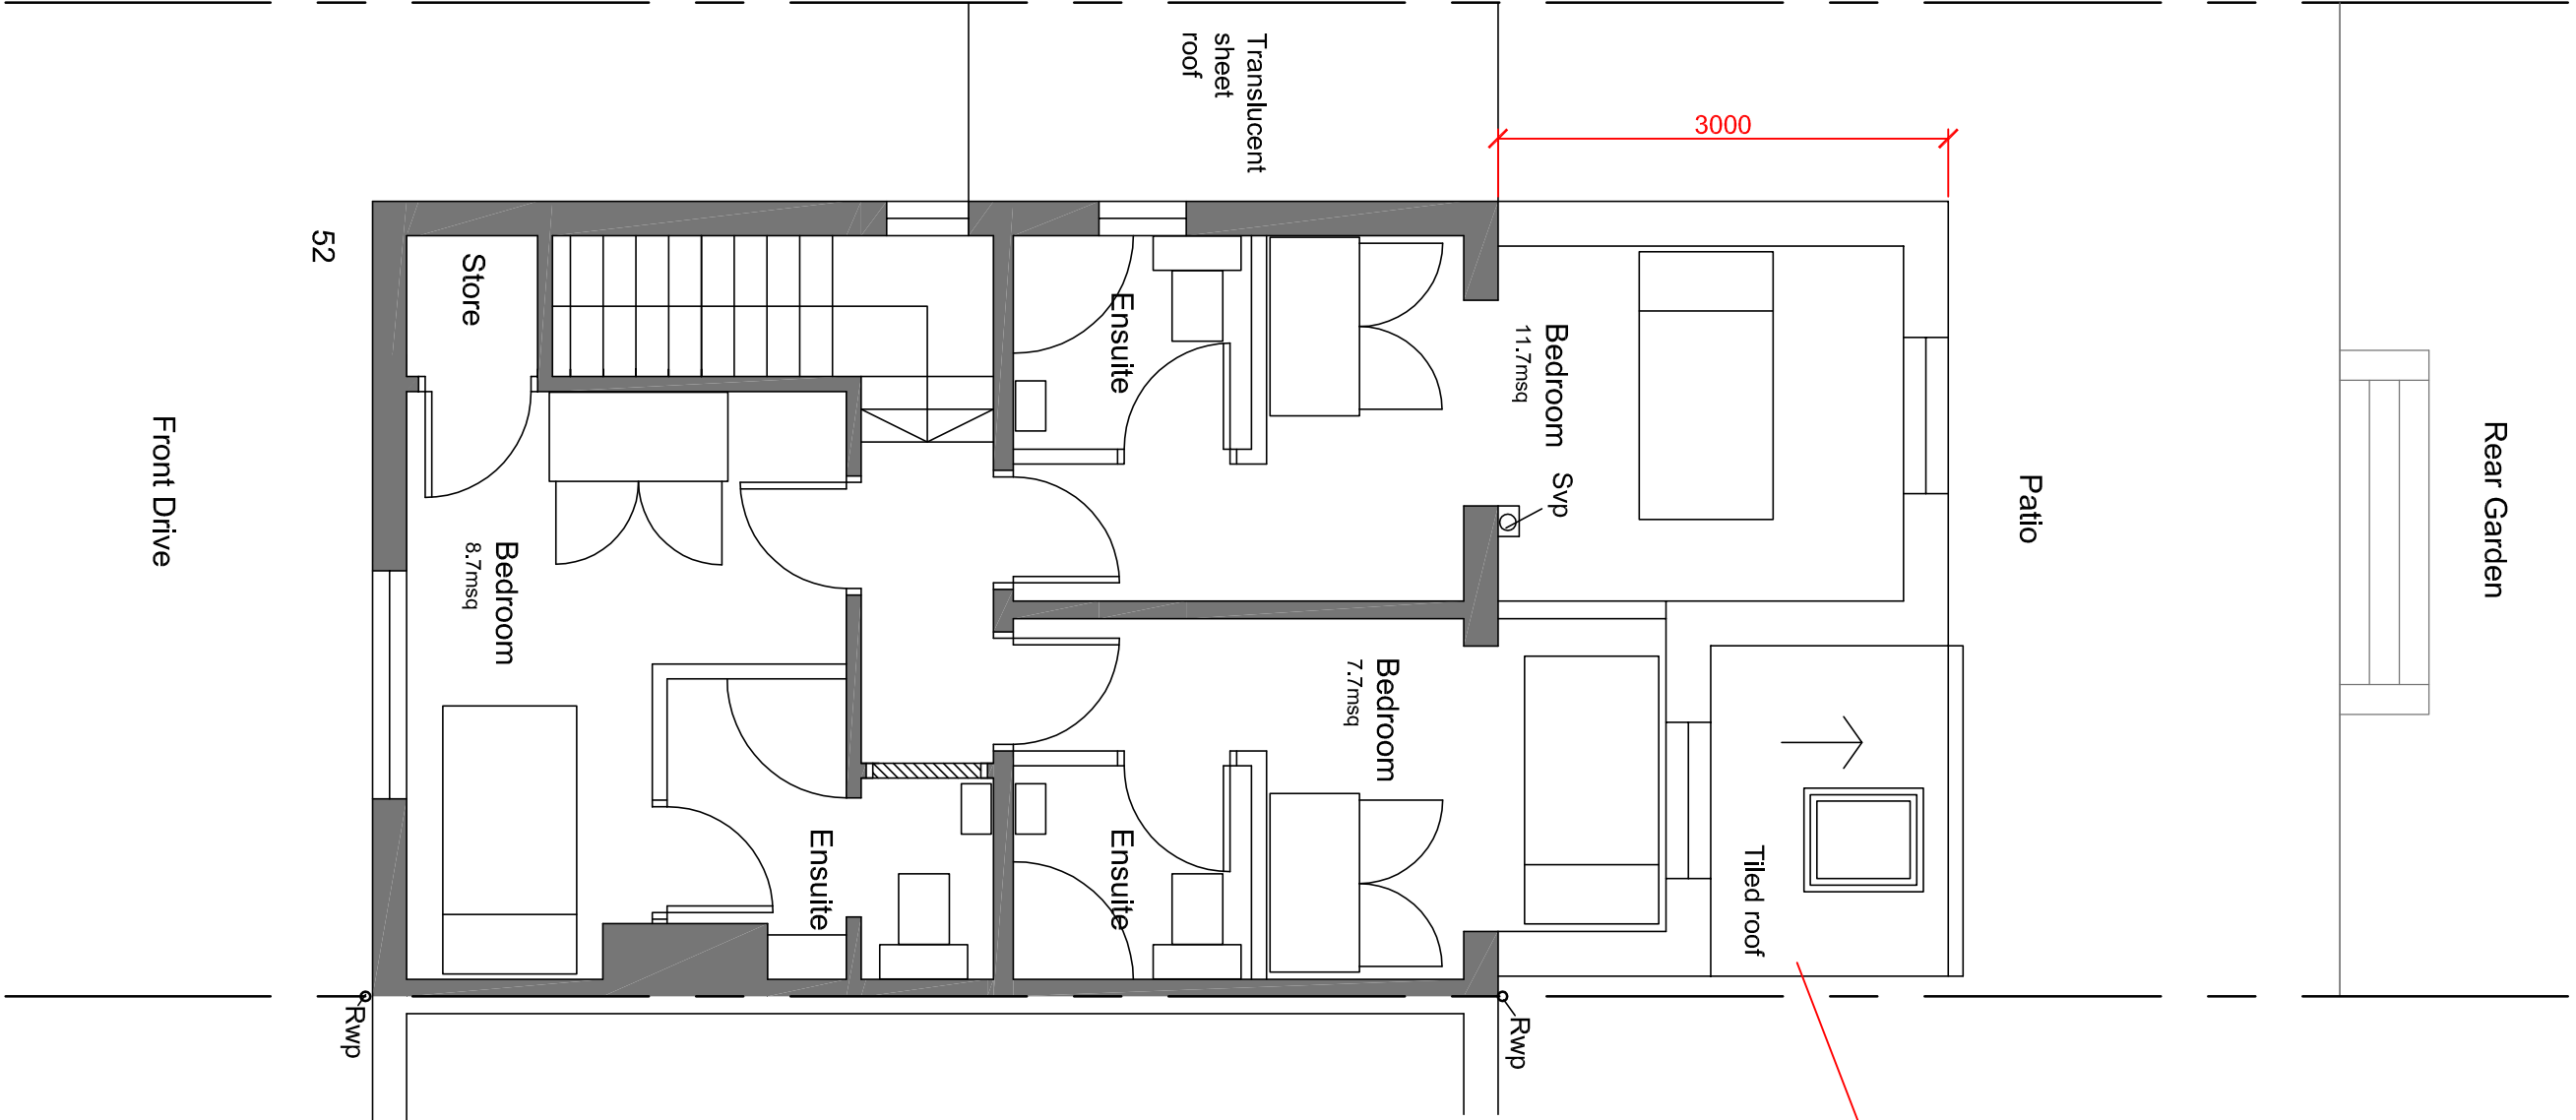 Translucent
sheet
roof
3000
52
Store
Ensuite
Bedroom
11.7msq
Svp
Front Drive
Bedroom
8.7msq
Patio
Rear Garden
Bedroom
7.7msq
Ensuite
Ensuite
Tiled roof
Rwp
Rwp